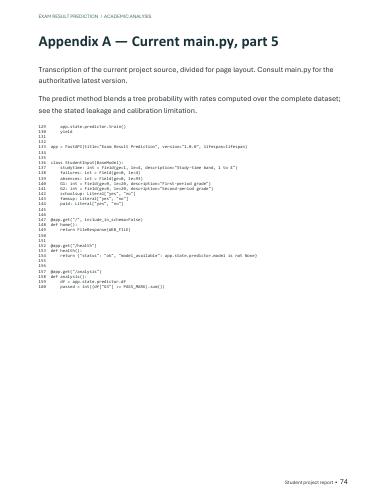 EXAM RESULT PREDICTION / ACADEMIC ANALYSIS
Appendix A — Current main.py, part 5
Transcription of the current project source, divided for page layout. Consult main.py for the
authoritative latest version.
The predict method blends a tree probability with rates computed over the complete dataset;
see the stated leakage and calibration limitation.
129 app.state.predictor.train()
130 yield
131
132
133 app = FastAPI(title="Exam Result Prediction", version="1.0.0", lifespan=lifespan)
134
135
136 class StudentInput(BaseModel):
137 studytime: int = Field(ge=1, le=4, description="Study-time band, 1 to 4")
138 failures: int = Field(ge=0, le=4)
139 absences: int = Field(ge=0, le=93)
140 G1: int = Field(ge=0, le=20, description="First-period grade")
141 G2: int = Field(ge=0, le=20, description="Second-period grade")
142 schoolsup: Literal["yes", "no"]
143 famsup: Literal["yes", "no"]
144 paid: Literal["yes", "no"]
145
146
147 @app.get("/", include_in_schema=False)
148 def home():
149 return FileResponse(WEB_FILE)
150
151
152 @app.get("/health")
153 def health():
154 return {"status": "ok", "model_available": app.state.predictor.model is not None}
155
156
157 @app.get("/analysis")
158 def analysis():
159 df = app.state.predictor.df
160 passed = int((df["G3"] >= PASS_MARK).sum())
Student project report • 74